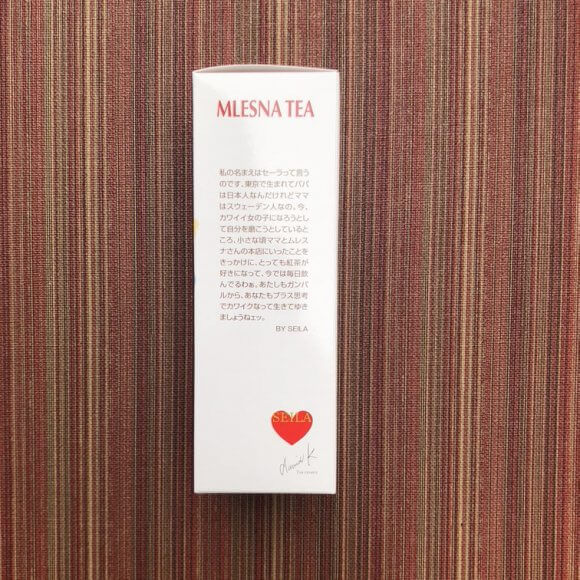 MLESNA TEA
私の名まえはセーラって言う
のです。東京で生まれてパパ
は日本人なんだけれどママ
はスウェーデン人なの。今、
カワイイ女の子になろうとし
て自分を磨こうとしていると
ころ。小さな頃ママとムレス
ナさんの本店にいったことを
きっかけに、とっても紅茶が
好きになって、今では毎日飲
んでるわぁ。あたしもガンバ
ルから、あなたもプラス思考
でカワイクなって生きてゆき
ましょうねェッ。
BY SEILA
SEILA